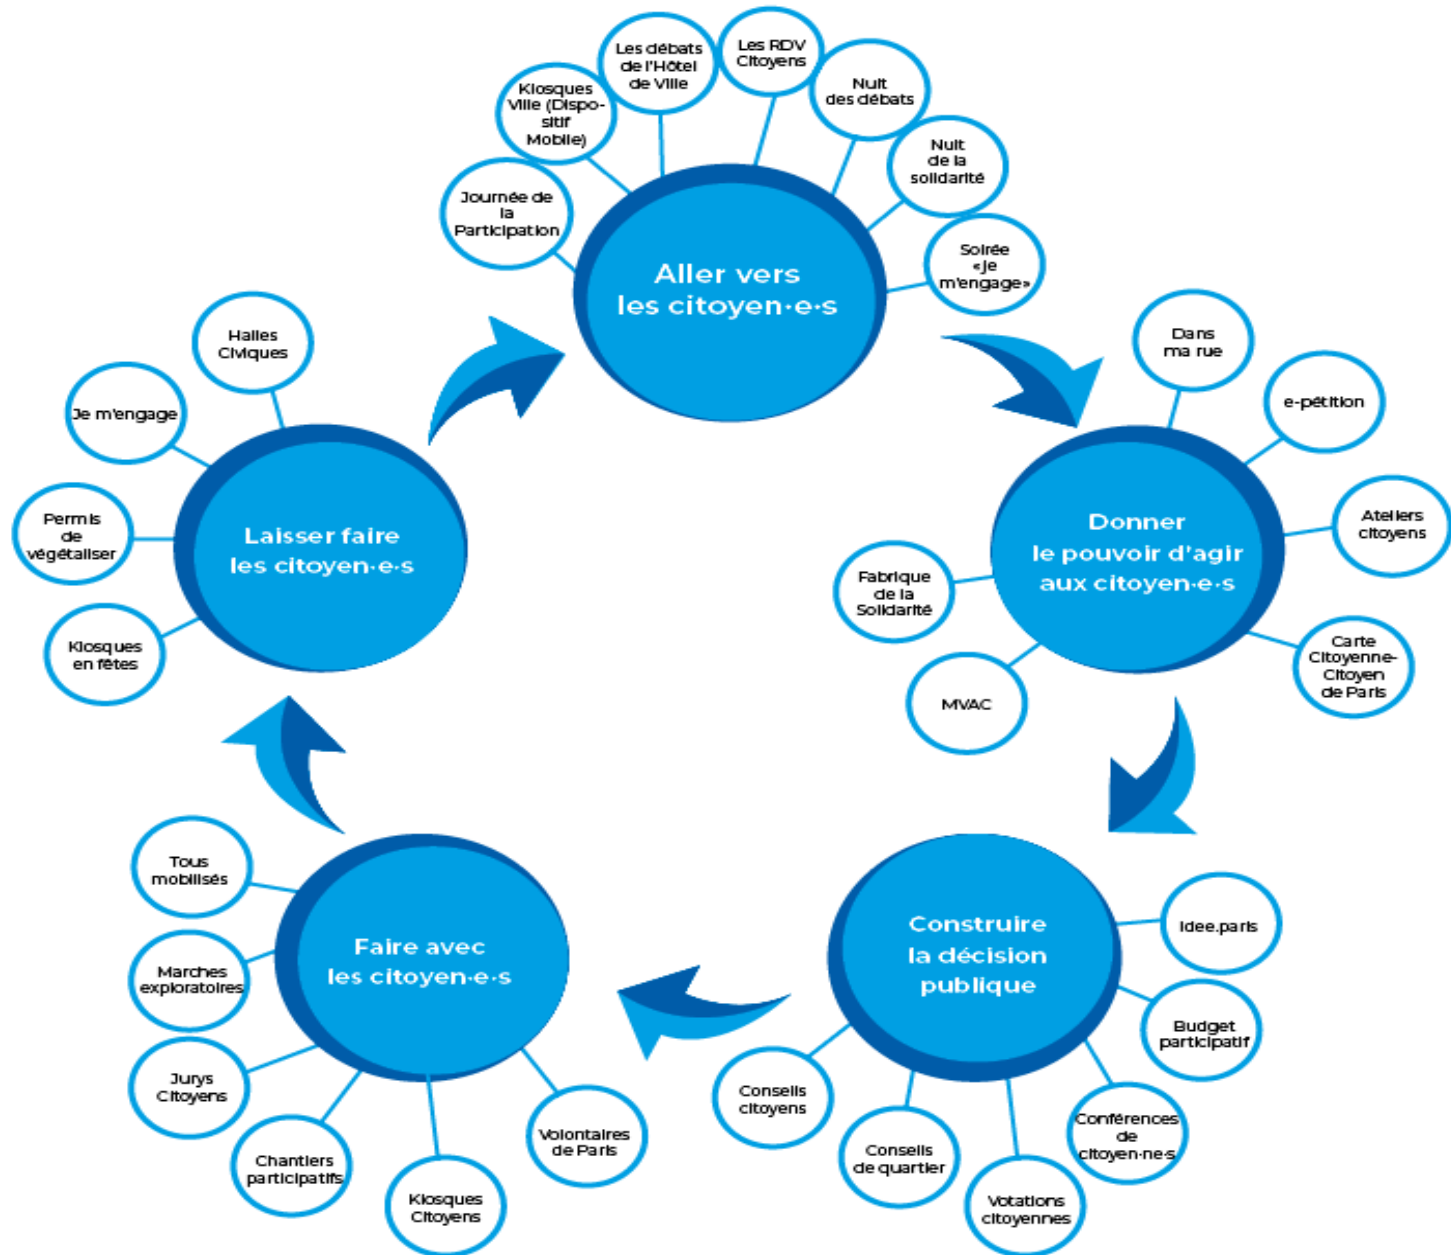 Les débats
de l'Hôtel
de Ville
Les RDV
Citoyens
Kiosques
Ville (Dispo-
sitif
Mobile)
Nuit
des débats
Journée de
la
Participation
Nuit
de la
solidarité
Soirée
«je
m'engage»
Aller vers
les citoyen·e·s
Dans
ma rue
e-pétition
Ateliers
citoyens
Carte
Citoyenne-
Citoyen
de Paris
MVAC
Fabrique
de la
Solidarité
Donner
le pouvoir d'agir
aux citoyen·e·s
Idee.paris
Budget
participatif
Conférences
de
citoyen·ne·s
Votations
citoyennes
Conseils
de quartier
Conseils
citoyens
Construire
la décision
publique
Volontaires
de Paris
Kiosques
Citoyens
Chantiers
participatifs
Jurys
Citoyens
Marches
exploratoires
Tous
mobilisés
Faire avec
les citoyen·e·s
Kiosques
en fêtes
Permis
de
végétaliser
Je m'engage
Halles
Civiques
Laisser faire
les citoyen·e·s